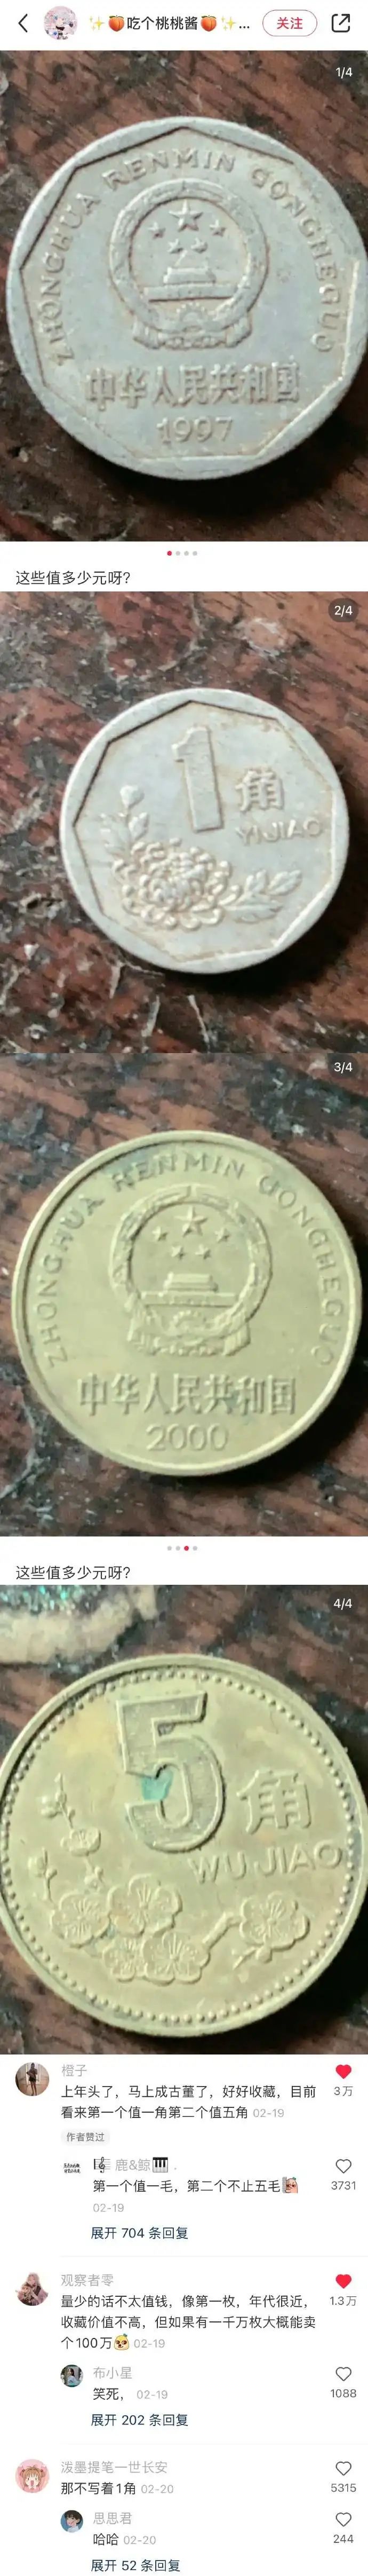 ✨🍑吃个桃桃酱🍑✨...
关注
1/4
ZHONGHUA RENMIN GONGHEGUO
中华人民共和国
1997
这些值多少元呀?
2/4
1角
YIJIAO
3/4
ZHONGHUA RENMIN GONGHEGUO
中华人民共和国
2000
这些值多少元呀?
4/4
5角
WU JIAO
橙子
上年头了，马上成古董了，好好收藏，目前
看来第一个值一角第二个值五角 02-19
3万
作者赞过
鹿&鲸🎹 .
第一个值一毛，第二个不止五毛
02-19
3731
展开 704 条回复
观察者零
量少的话不太值钱，像第一枚，年代很近，
收藏价值不高，但如果有一千万枚大概能卖
个100万 02-19
1.3万
布小星
笑死， 02-19
1088
展开 202 条回复
泼墨提笔一世长安
那不写着1角 02-20
5315
思思君
哈哈 02-20
244
展开 52 条回复